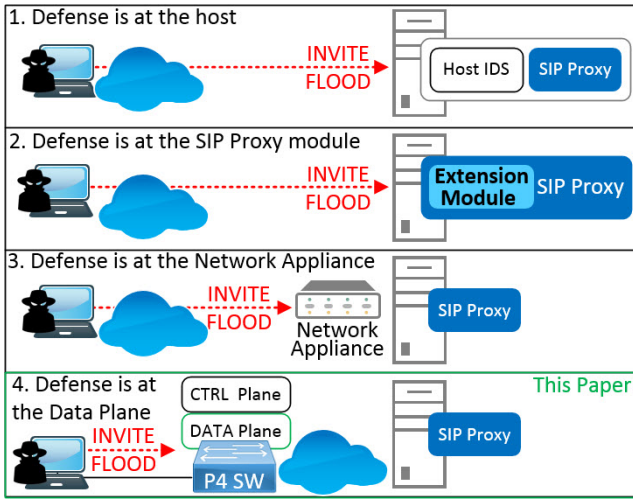 1. Defense is at the host
INVITE
FLOOD
Host IDS
SIP Proxy
2. Defense is at the SIP Proxy module
INVITE
FLOOD
Extension
Module
SIP Proxy
3. Defense is at the Network Appliance
INVITE
FLOOD
Network
Appliance
SIP Proxy
4. Defense is at
the Data Plane
This Paper
CTRL Plane
DATA Plane
INVITE
FLOOD
P4 SW
SIP Proxy